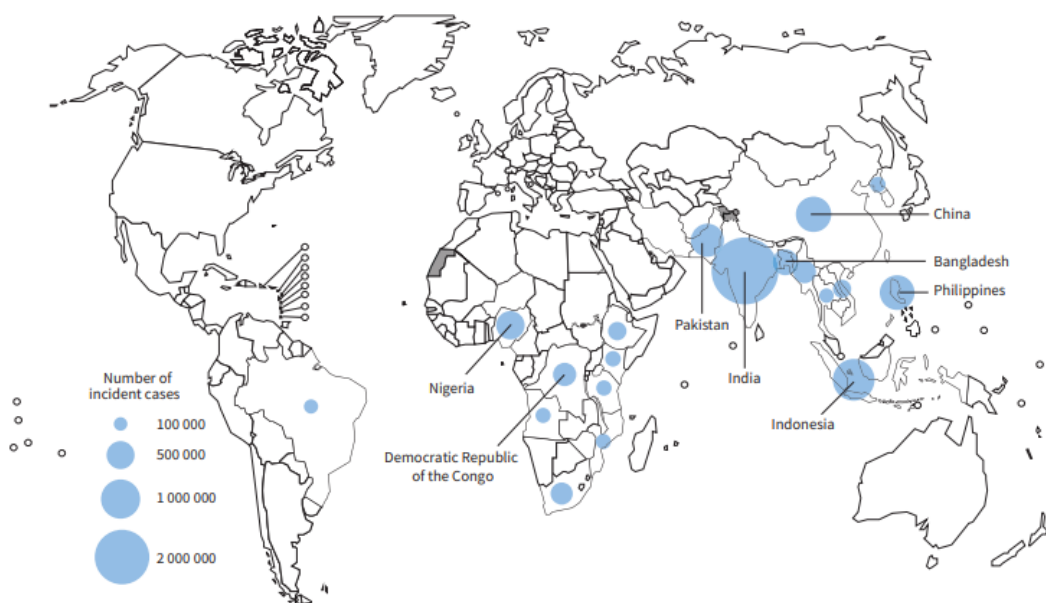 China
Bangladesh
Philippines
Pakistan
India
Nigeria
Indonesia
Democratic Republic
of the Congo
Number of
incident cases
100 000
500 000
1 000 000
2 000 000